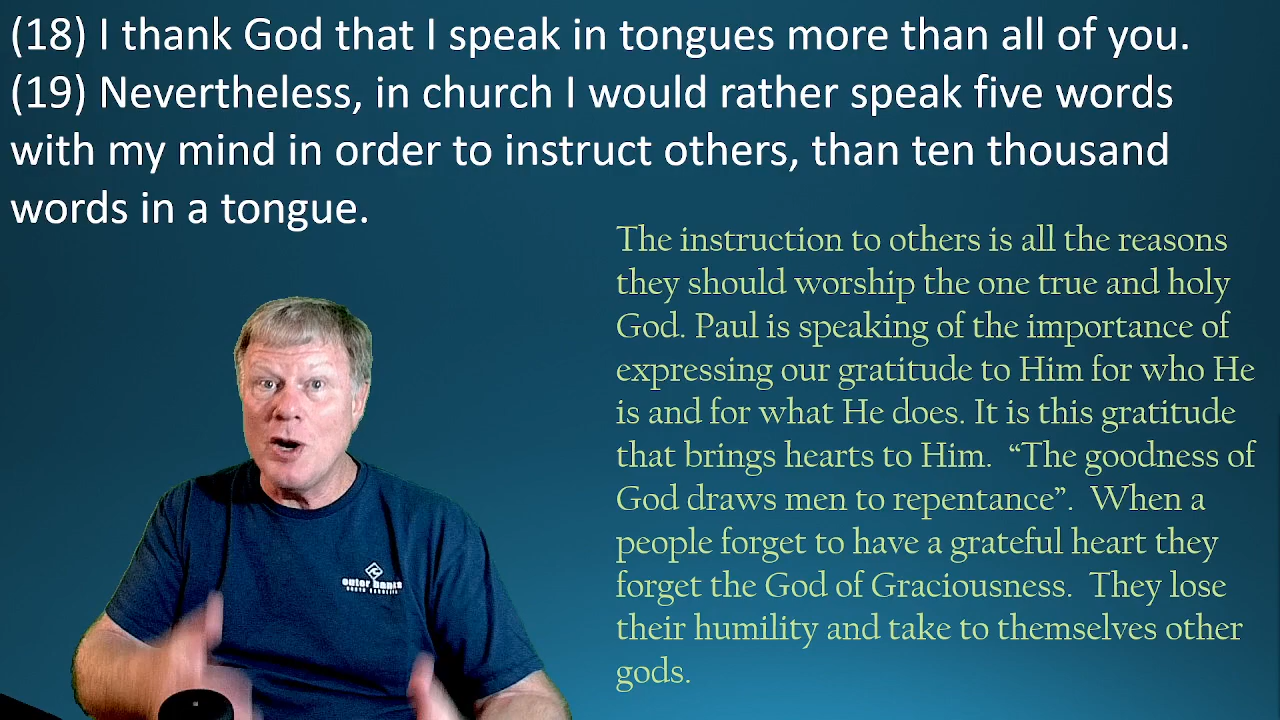 (18) I thank God that I speak in tongues more than all of you.
(19) Nevertheless, in church I would rather speak five words
with my mind in order to instruct others, than ten thousand
words in a tongue.
The instruction to others is all the reasons
they should worship the one true and holy
God. Paul is speaking of the importance of
expressing our gratitude to Him for who He
is and for what He does. It is this gratitude
that brings hearts to Him.  “The goodness of
God draws men to repentance”.  When a
people forget to have a grateful heart they
forget the God of Graciousness.  They lose
their humility and take to themselves other
gods.
outer banks
north carolina